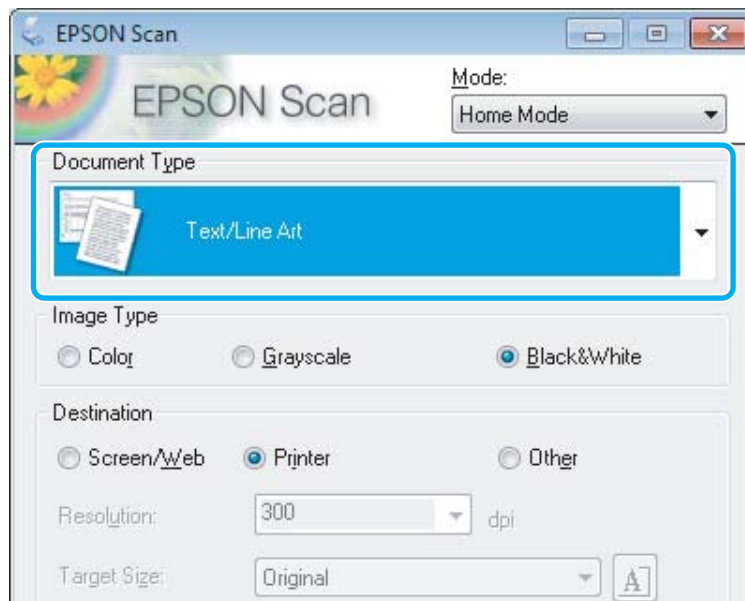 EPSON Scan
EPSON Scan
Mode:
Home Mode
Document Type
Text/Line Art
Image Type
Color Grayscale Black&White
Destination
Screen/Web Printer Other
Resolution: 300 dpi
Target Size: Original A